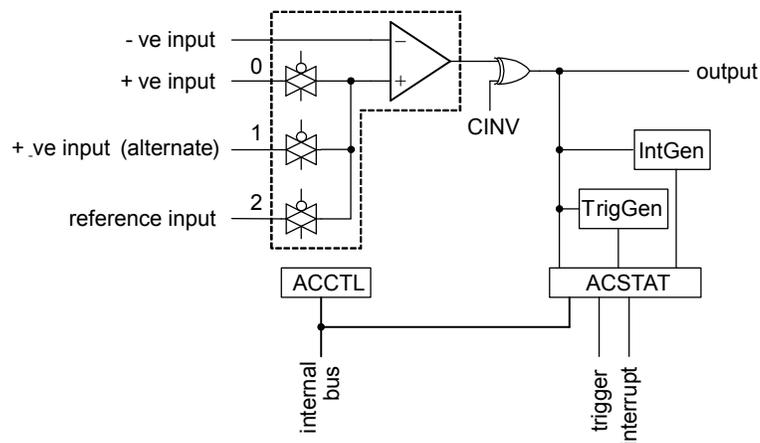 - ve input
+ ve input
0
output
CINV
+ ve input (alternate)
1
IntGen
TrigGen
reference input
2
ACCTL
ACSTAT
internal
bus
trigger
nterrupt